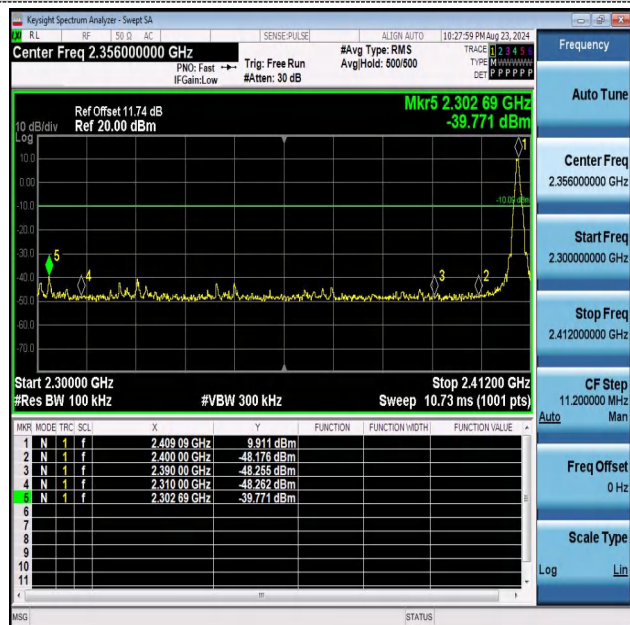 Keysight Spectrum Analyzer - Swept SA
RL RF 50 Ω AC SENSE:PULSE ALIGN AUTO 10:27:59 PM Aug 23, 2024
Center Freq 2.356000000 GHz
PNO: Fast
IFGain:Low
Trig: Free Run
#Atten: 30 dB
#Avg Type: RMS
Avg|Hold: 500/500
TRACE 1 2 3 4 5 6
TYPE M W W W W W
DET P P P P P P
Ref Offset 11.74 dB
10 dB/div Ref 20.00 dBm
Log
Mkr5 2.302 69 GHz
-39.771 dBm
10.0
0.00
-10.0
-20.0
-30.0
-40.0
-50.0
-60.0
-70.0
1
2
3
4
5
Start 2.30000 GHz Stop 2.41200 GHz
#Res BW 100 kHz #VBW 300 kHz Sweep 10.73 ms (1001 pts)
MKR MODE TRC SCL X Y FUNCTION FUNCTION WIDTH FUNCTION VALUE
1 N 1 f 2.409 09 GHz 9.911 dBm
2 N 1 f 2.400 00 GHz -48.176 dBm
3 N 1 f 2.390 00 GHz -48.255 dBm
4 N 1 f 2.310 00 GHz -48.262 dBm
5 N 1 f 2.302 69 GHz -39.771 dBm
6
7
8
9
10
11
MSG STATUS
Frequency
Auto Tune
Center Freq
2.356000000 GHz
Start Freq
2.300000000 GHz
Stop Freq
2.412000000 GHz
CF Step
11.200000 MHz
Auto Man
Freq Offset
0 Hz
Scale Type
Log Lin